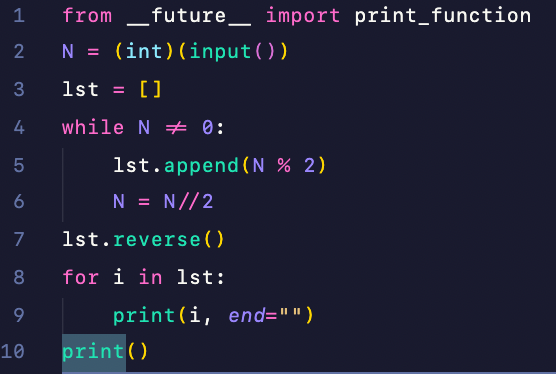 1 from __future__ import print_function
2 N = (int)(input())
3 lst = []
4 while N != 0:
5 lst.append(N % 2)
6 N = N//2
7 lst.reverse()
8 for i in lst:
9 print(i, end="")
10 print()